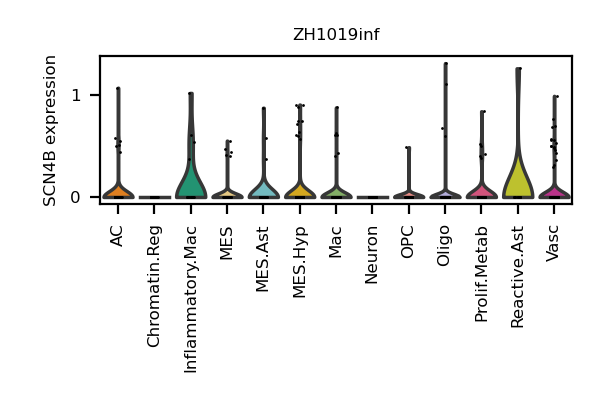 ZH1019inf
SCN4B expression
1
0
AC
Chromatin.Reg
Inflammatory.Mac
MES
MES.Ast
MES.Hyp
Mac
Neuron
OPC
Oligo
Prolif.Metab
Reactive.Ast
Vasc